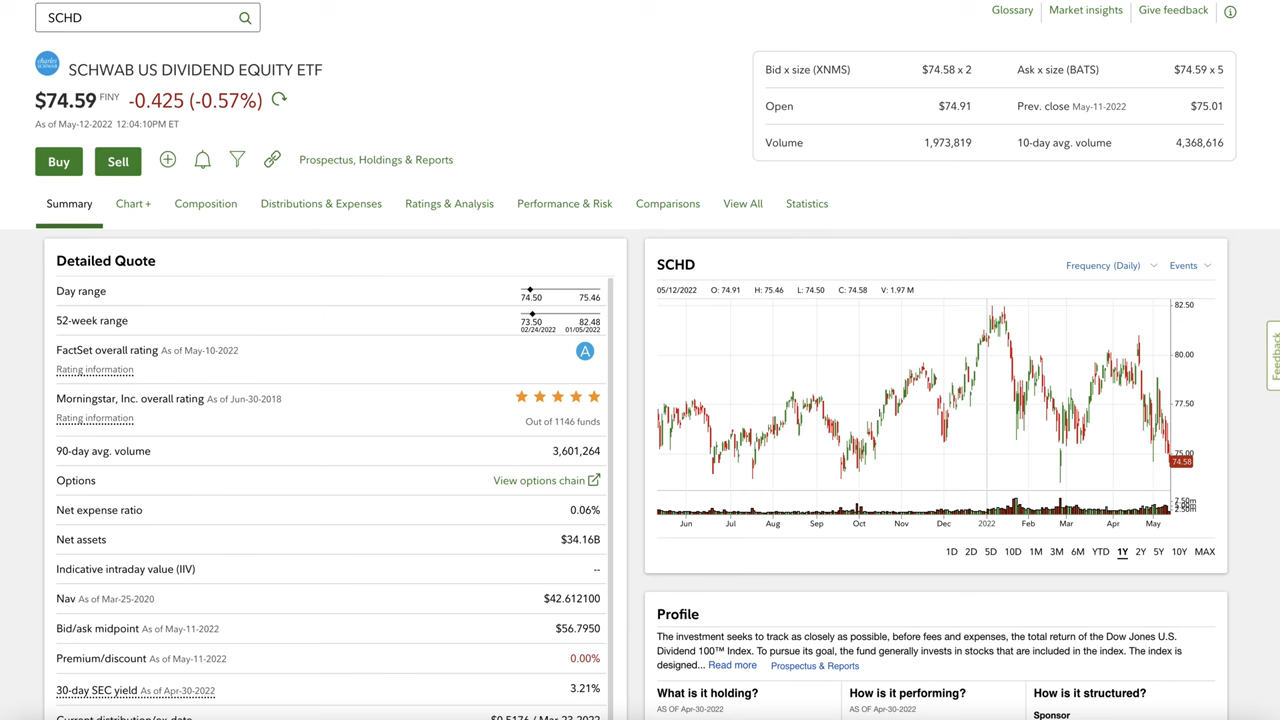 SCHD
Glossary
Market insights
Give feedback
charles
SCHWAB
SCHWAB US DIVIDEND EQUITY ETF
$74.59 FINY -0.425 (-0.57%)
As of May-12-2022 12:04:10PM ET
Bid x size (XNMS) $74.58 x 2 Ask x size (BATS) $74.59 x 5
Open $74.91 Prev. close May-11-2022 $75.01
Volume 1,973,819 10-day avg. volume 4,368,616
Buy Sell Prospectus, Holdings & Reports
Summary Chart + Composition Distributions & Expenses Ratings & Analysis Performance & Risk Comparisons View All Statistics
Detailed Quote
Day range
74.50 75.46
52-week range
73.50 82.48
02/24/2022 01/05/2022
FactSet overall rating As of May-10-2022 A
Rating information
Morningstar, Inc. overall rating As of Jun-30-2018
Rating information
Out of 1146 funds
90-day avg. volume 3,601,264
Options View options chain
Net expense ratio 0.06%
Net assets $34.16B
Indicative intraday value (IIV) --
Nav As of Mar-25-2020 $42.612100
Bid/ask midpoint As of May-11-2022 $56.7950
Premium/discount As of May-11-2022 0.00%
30-day SEC yield As of Apr-30-2022 3.21%
Current distribution/ex-date $0.5176 / Mar-23-2022
SCHD
Frequency (Daily) Events
05/12/2022 O: 74.91 H: 75.46 L: 74.50 C: 74.58 V: 1.97 M
82.50
80.00
77.50
75.00
74.58
7.50m
2.50m
Jun Jul Aug Sep Oct Nov Dec 2022 Feb Mar Apr May
1D 2D 5D 10D 1M 3M 6M YTD 1Y 2Y 5Y 10Y MAX
Profile
The investment seeks to track as closely as possible, before fees and expenses, the total return of the Dow Jones U.S.
Dividend 100™ Index. To pursue its goal, the fund generally invests in stocks that are included in the index. The index is
designed... Read more Prospectus & Reports
What is it holding? How is it performing? How is it structured?
AS OF Apr-30-2022 AS OF Apr-30-2022
Sponsor
Feedback